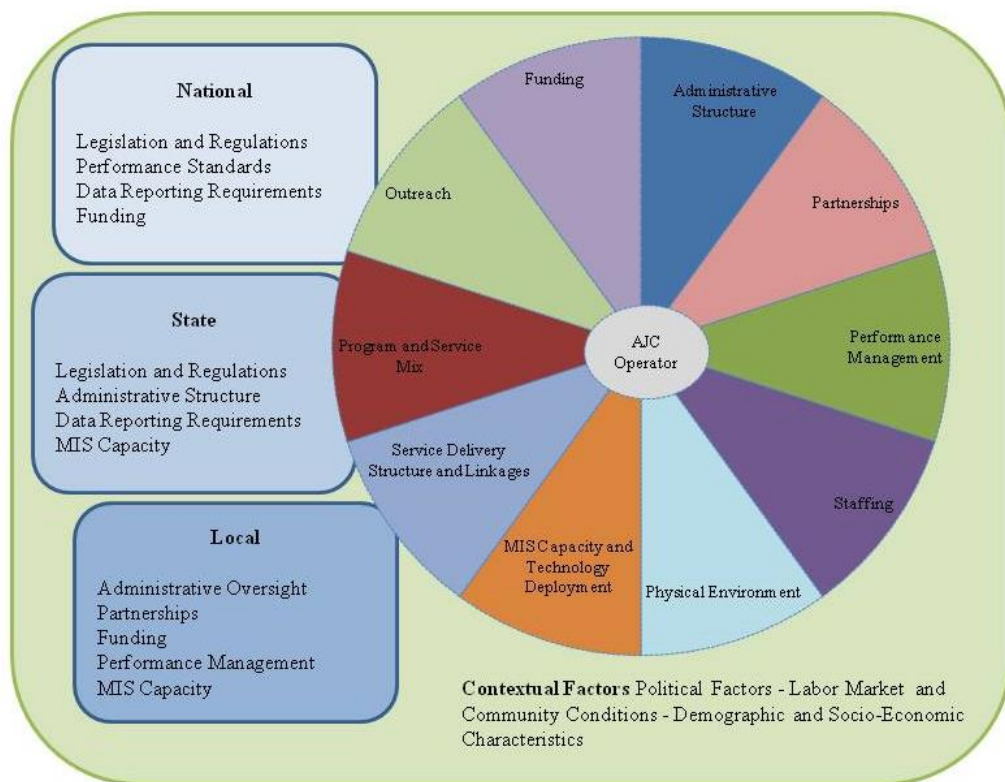 National
Legislation and Regulations
Performance Standards
Data Reporting Requirements
Funding
State
Legislation and Regulations
Administrative Structure
Data Reporting Requirements
MIS Capacity
Local
Administrative Oversight
Partnerships
Funding
Performance Management
MIS Capacity
Funding
Administrative
Structure
Partnerships
Performance
Management
Staffing
Physical Environment
MIS Capacity and
Technology
Deployment
Service Delivery
Structure and Linkages
Program and Service
Mix
Outreach
AJC
Operator
Contextual Factors Political Factors - Labor Market and
Community Conditions - Demographic and Socio-Economic
Characteristics